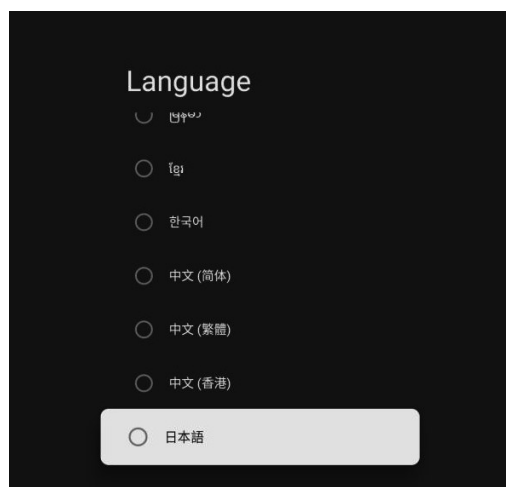 Language
ខ្មែរ
한국어
中文 (简体)
中文 (繁體)
中文 (香港)
日本語